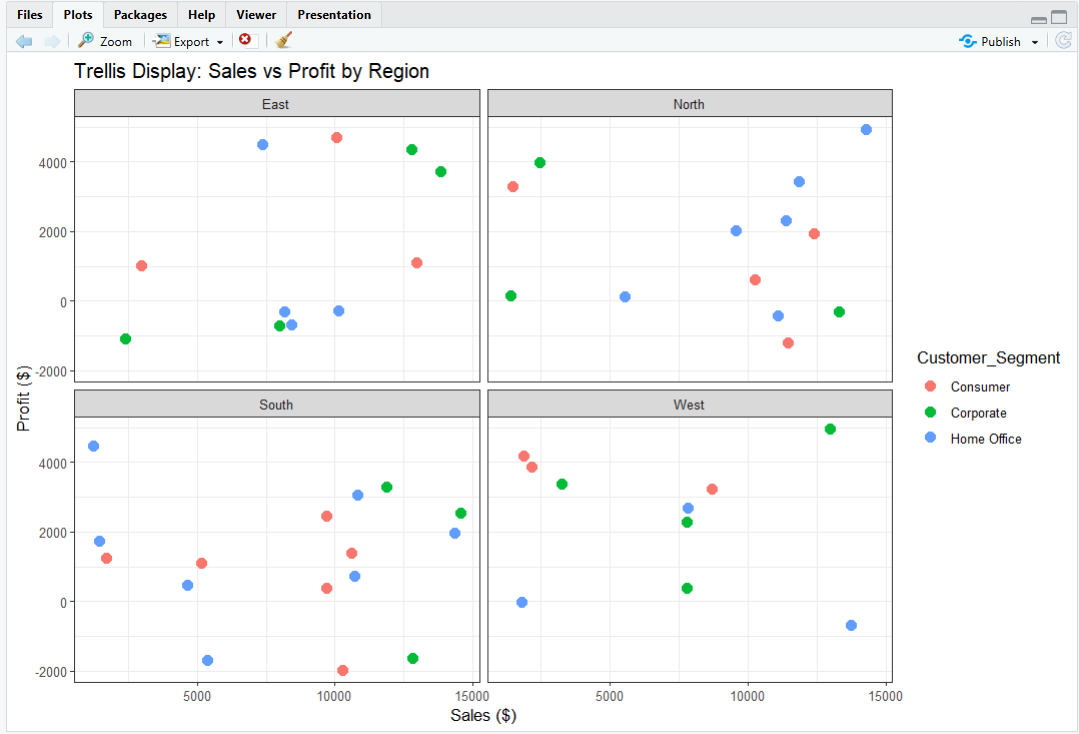 Files Plots Packages Help Viewer Presentation
Zoom Export Publish
Trellis Display: Sales vs Profit by Region
East North
4000
2000
0
-2000
South West
4000
2000
0
-2000
Profit ($)
5000 10000 15000 5000 10000 15000
Sales ($)
Customer_Segment
Consumer
Corporate
Home Office